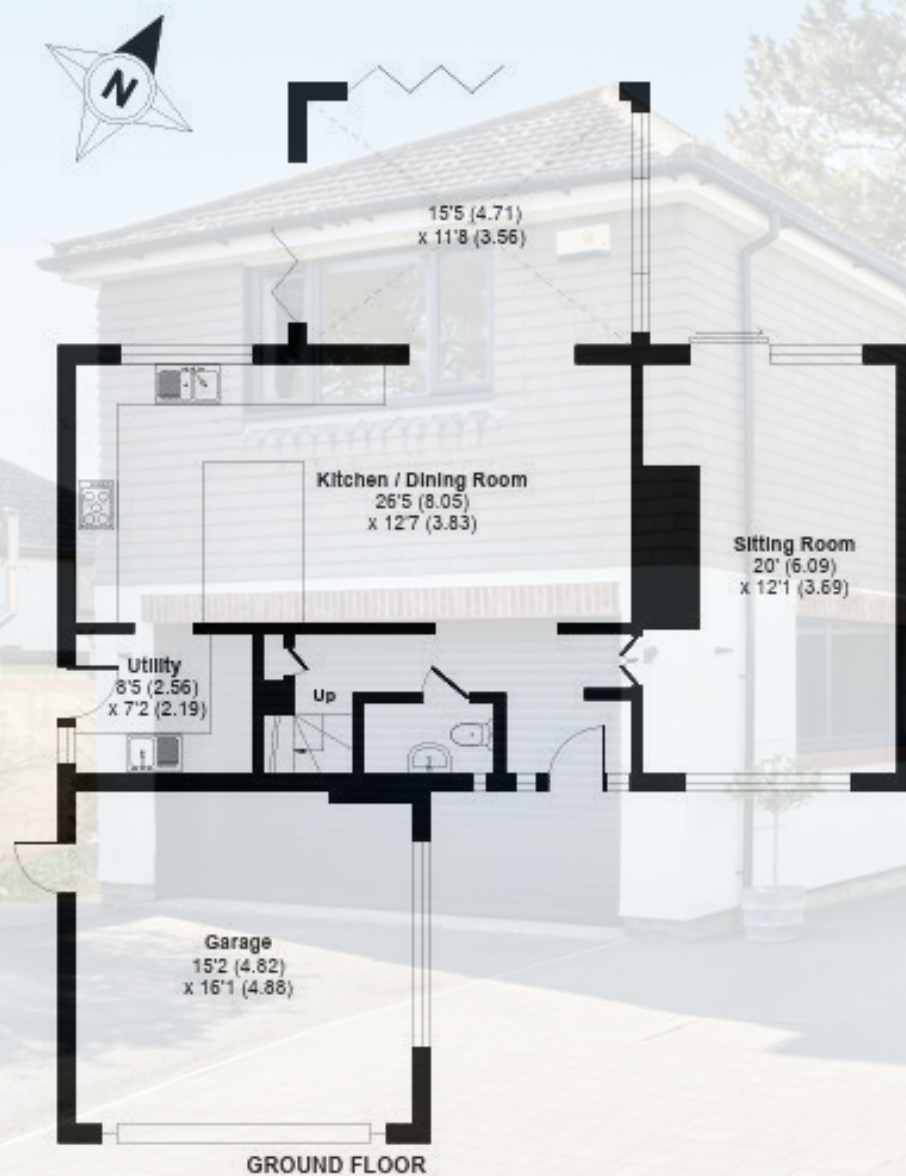 N
15'5 (4.71)
x 11'8 (3.56)
Kitchen / Dining Room
26'5 (8.05)
x 12'7 (3.83)
Sitting Room
20' (6.09)
x 12'1 (3.69)
Utility
8'5 (2.56)
x 7'2 (2.19)
Up
Garage
15'2 (4.82)
x 16'1 (4.88)
GROUND FLOOR